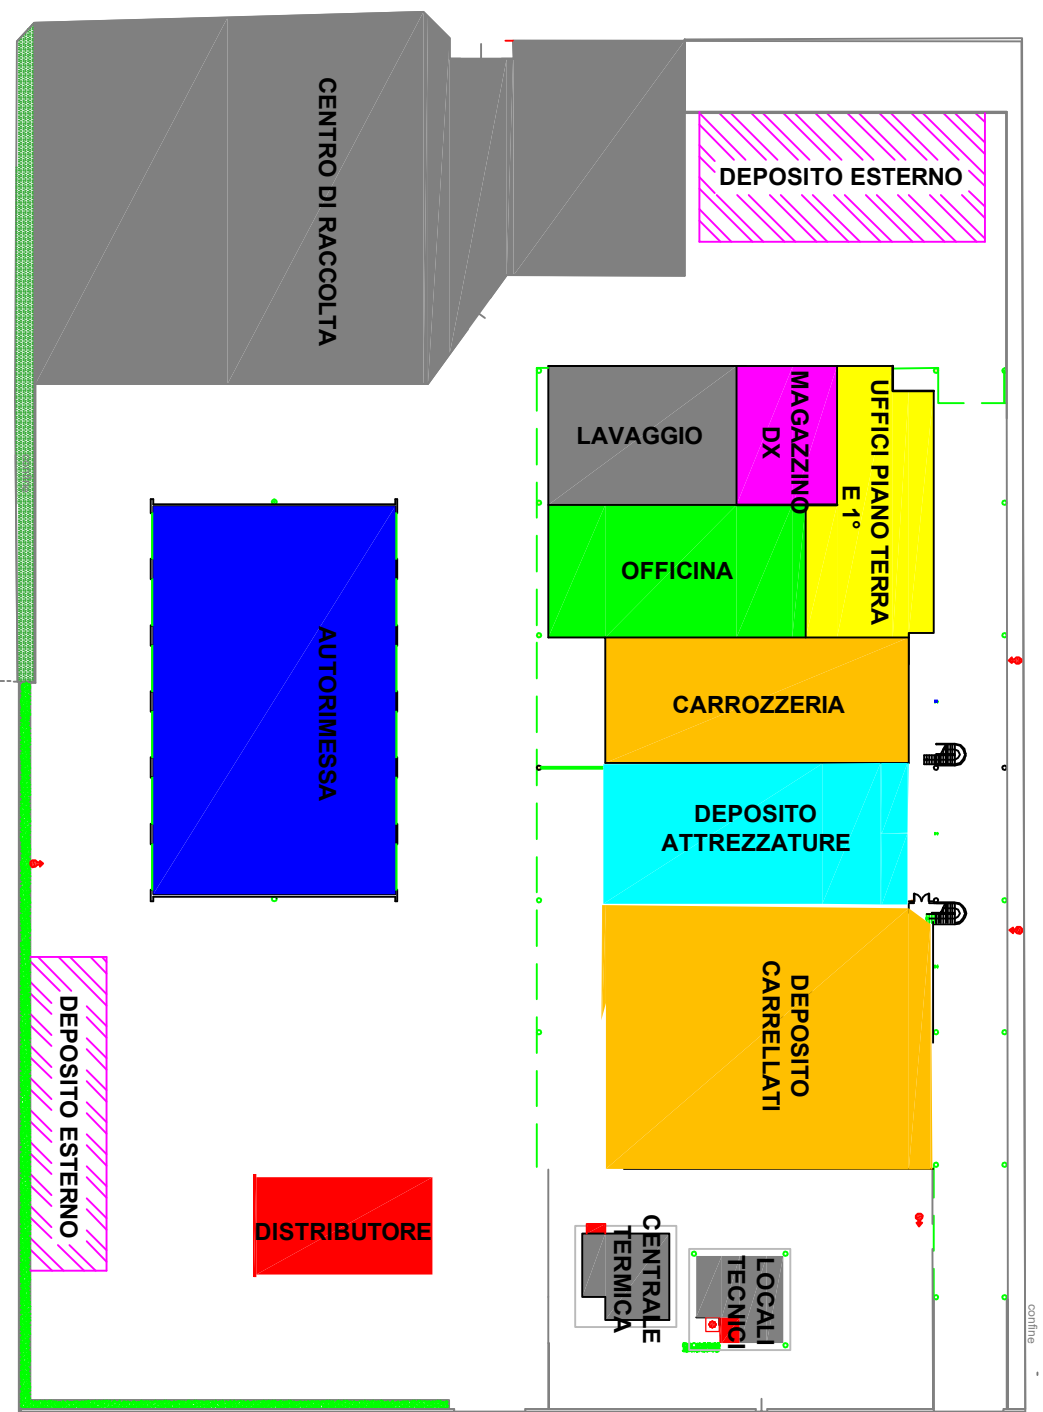 CENTRO DI RACCOLTA
DEPOSITO ESTERNO
LAVAGGIO
MAGAZZINO
DX
UFFICI PIANO TERRA
E 1°
OFFICINA
AUTORIMESSA
CARROZZERIA
DEPOSITO
ATTREZZATURE
DEPOSITO
CARRELLATI
DEPOSITO ESTERNO
DISTRIBUTORE
CENTRALE
TERMICA
LOCALI
TECNICI
confine